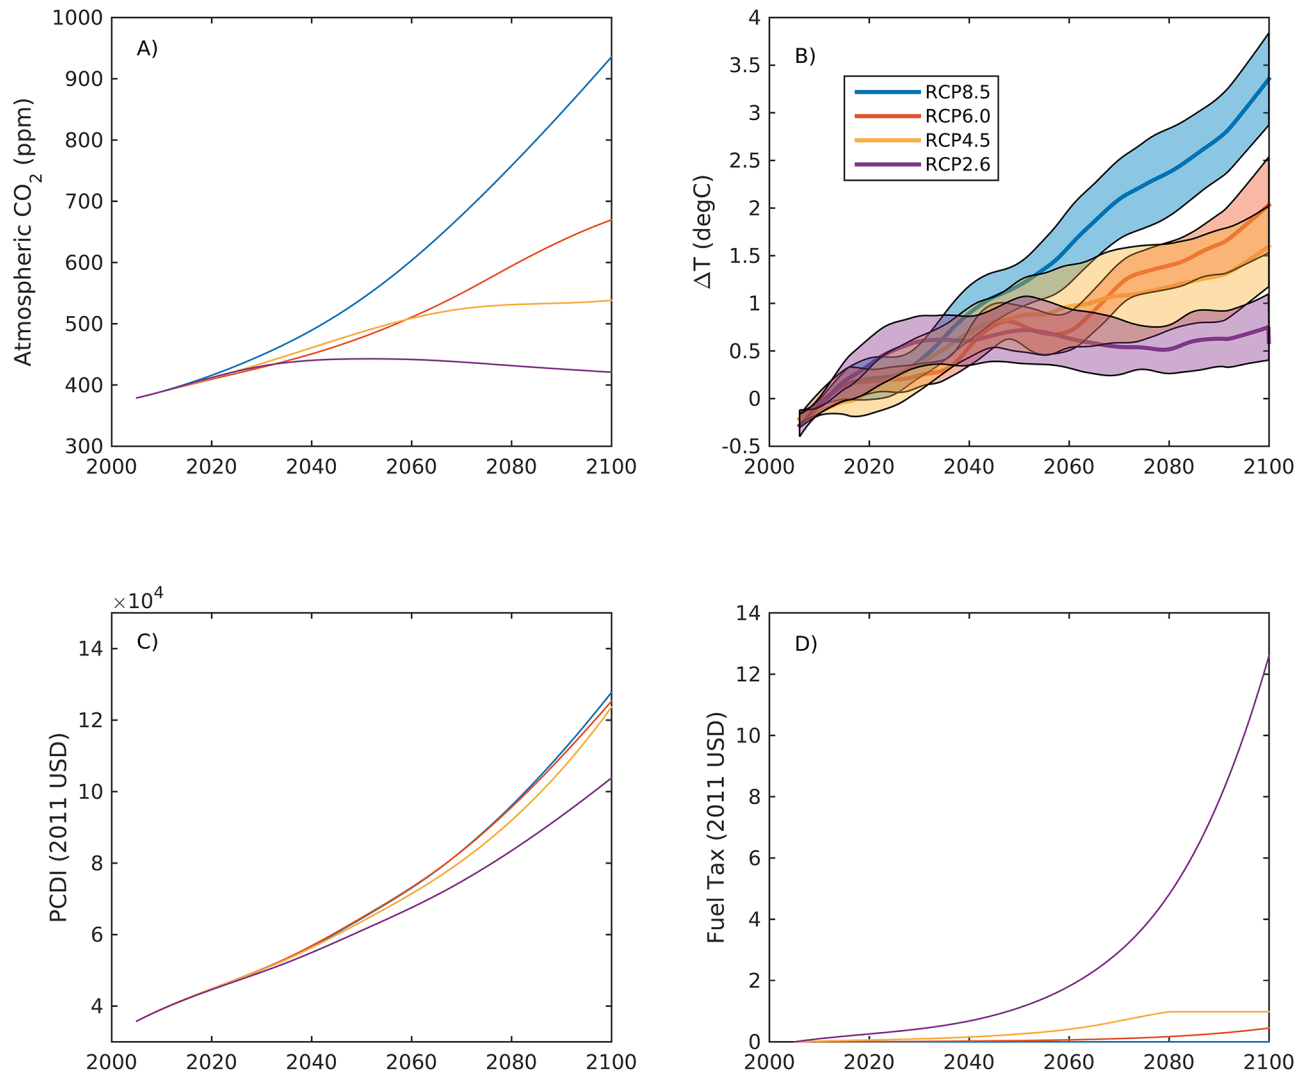 A)
Atmospheric CO2 (ppm)
1000
900
800
700
600
500
400
300
2000 2020 2040 2060 2080 2100
B)
ΔT (degC)
4
3.5
3
2.5
2
1.5
1
0.5
0
-0.5
2000 2020 2040 2060 2080 2100
RCP8.5
RCP6.0
RCP4.5
RCP2.6
×10^4
C)
PCDI (2011 USD)
14
12
10
8
6
4
2000 2020 2040 2060 2080 2100
D)
Fuel Tax (2011 USD)
14
12
10
8
6
4
2
0
2000 2020 2040 2060 2080 2100